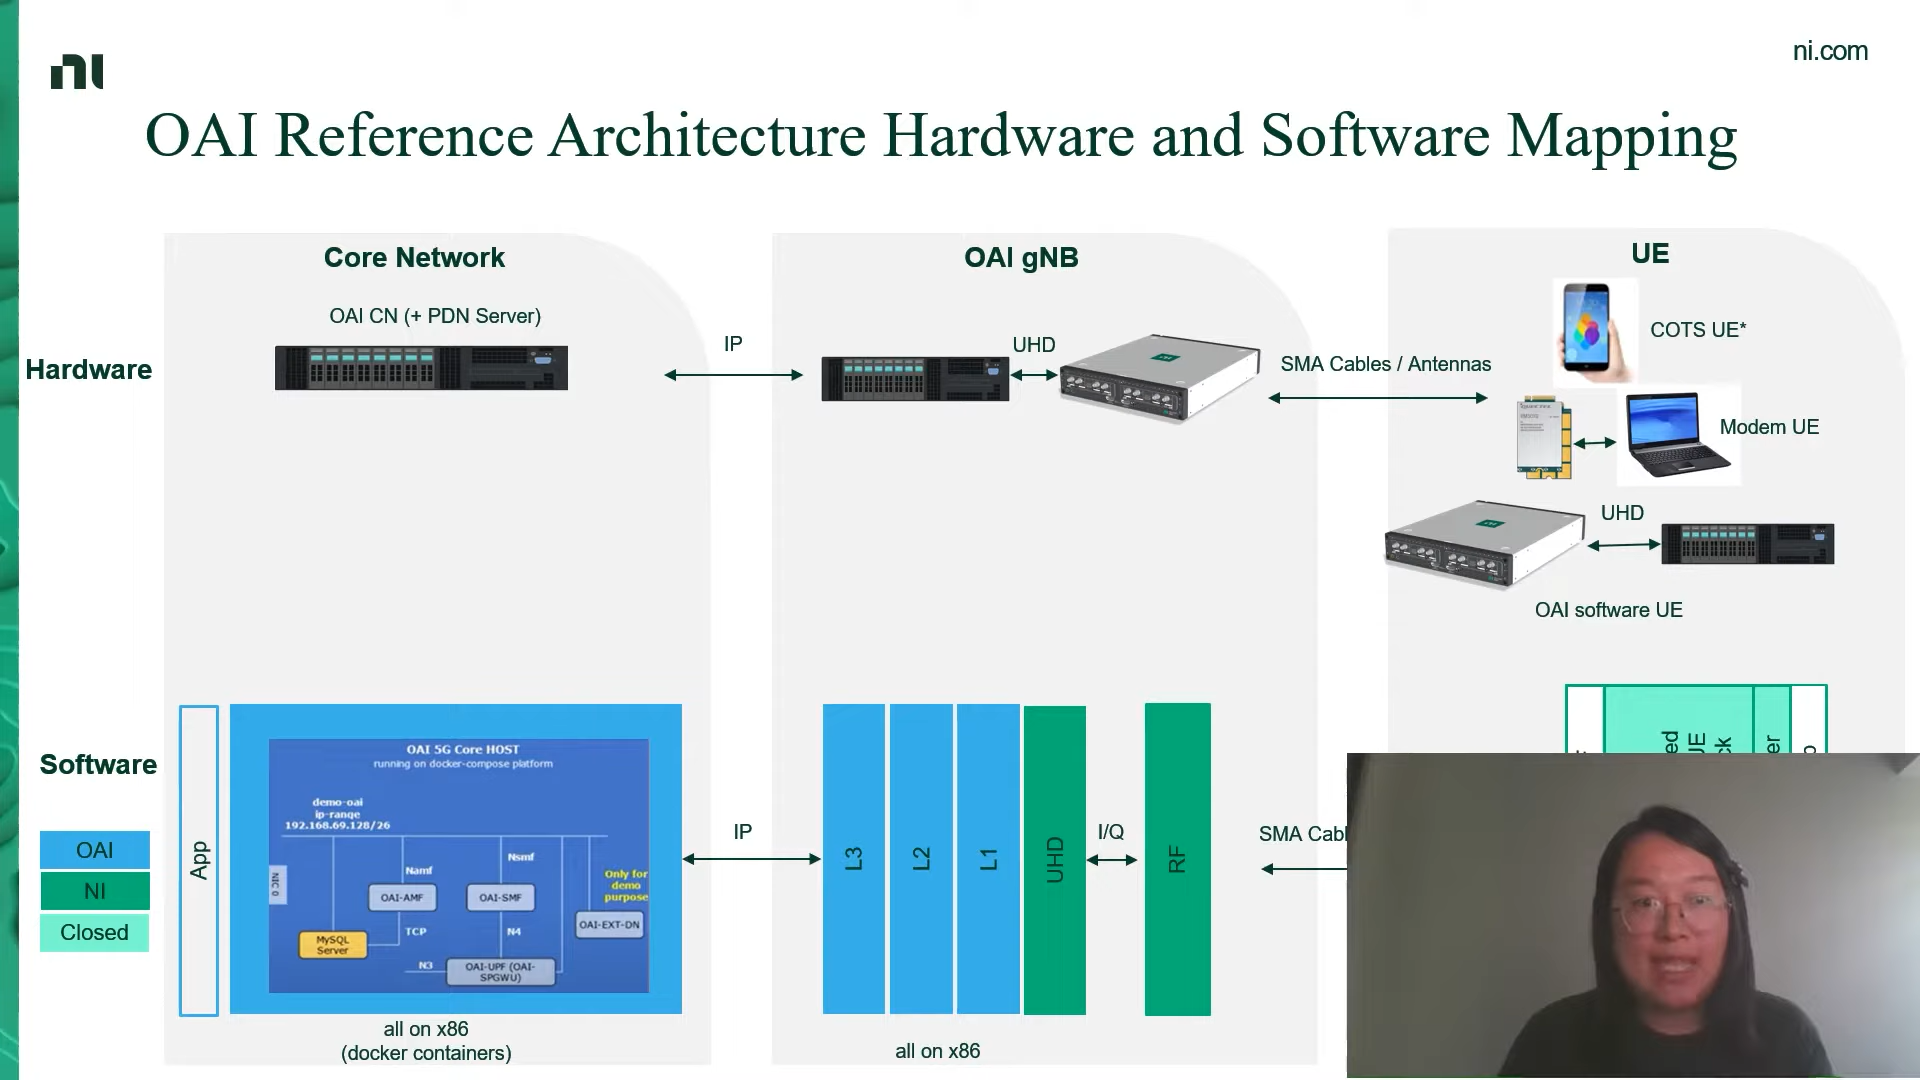 ni
ni.com
OAI Reference Architecture Hardware and Software Mapping
Core Network
OAI gNB
UE
OAI CN (+ PDN Server)
COTS UE*
IP
UHD
SMA Cables / Antennas
Hardware
Modem UE
UHD
OAI software UE
OAI 5G Core HOST
running on docker-compose platform
demo-oai
ip-range
192.168.69.128/26
NIC 0
Namf
Nsmf
OAI-AMF
OAI-SMF
Only for
demo
purpose
OAI-EXT-DN
MySQL
Server
TCP
N4
N3
OAI-UPF (OAI-
SPGWU)
Software
App
IP
L3
L2
L1
UHD
I/Q
RF
SMA Cabl
OAI
NI
Closed
all on x86
(docker containers)
all on x86